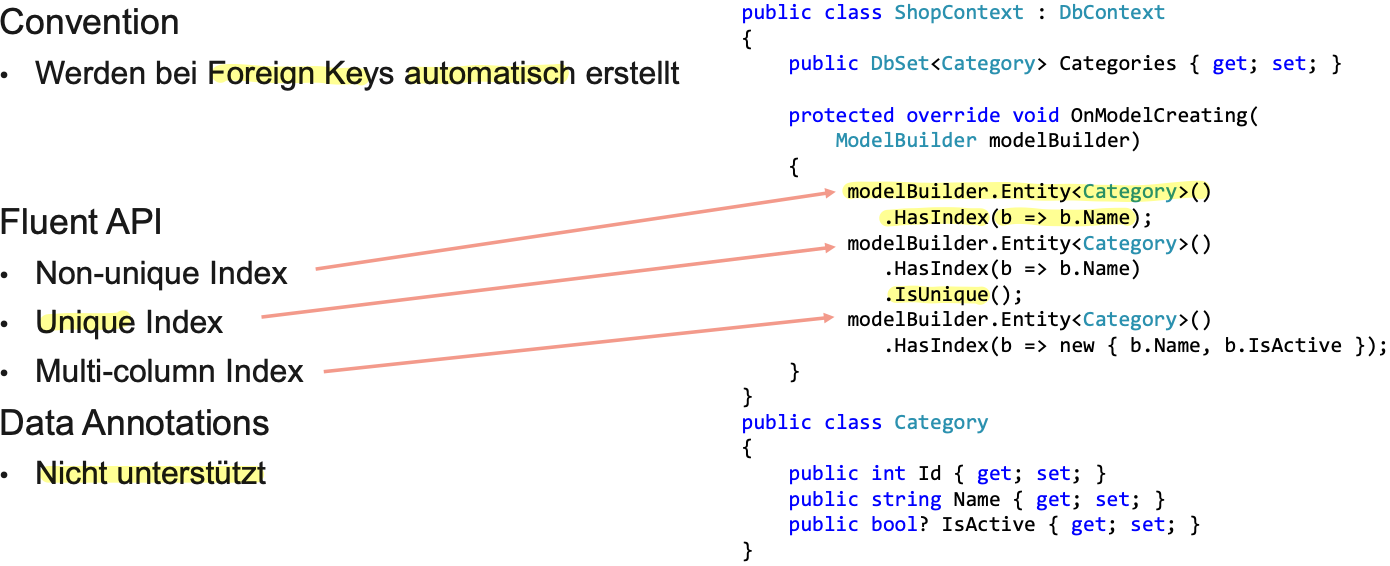 Convention
• Werden bei Foreign Keys automatisch erstellt
Fluent API
• Non-unique Index
• Unique Index
• Multi-column Index
Data Annotations
• Nicht unterstützt
public class ShopContext : DbContext
{
    public DbSet<Category> Categories { get; set; }
    protected override void OnModelCreating(
        ModelBuilder modelBuilder)
    {
        modelBuilder.Entity<Category>()
            .HasIndex(b => b.Name);
        modelBuilder.Entity<Category>()
            .HasIndex(b => b.Name)
            .IsUnique();
        modelBuilder.Entity<Category>()
            .HasIndex(b => new { b.Name, b.IsActive });
    }
}
public class Category
{
    public int Id { get; set; }
    public string Name { get; set; }
    public bool? IsActive { get; set; }
}